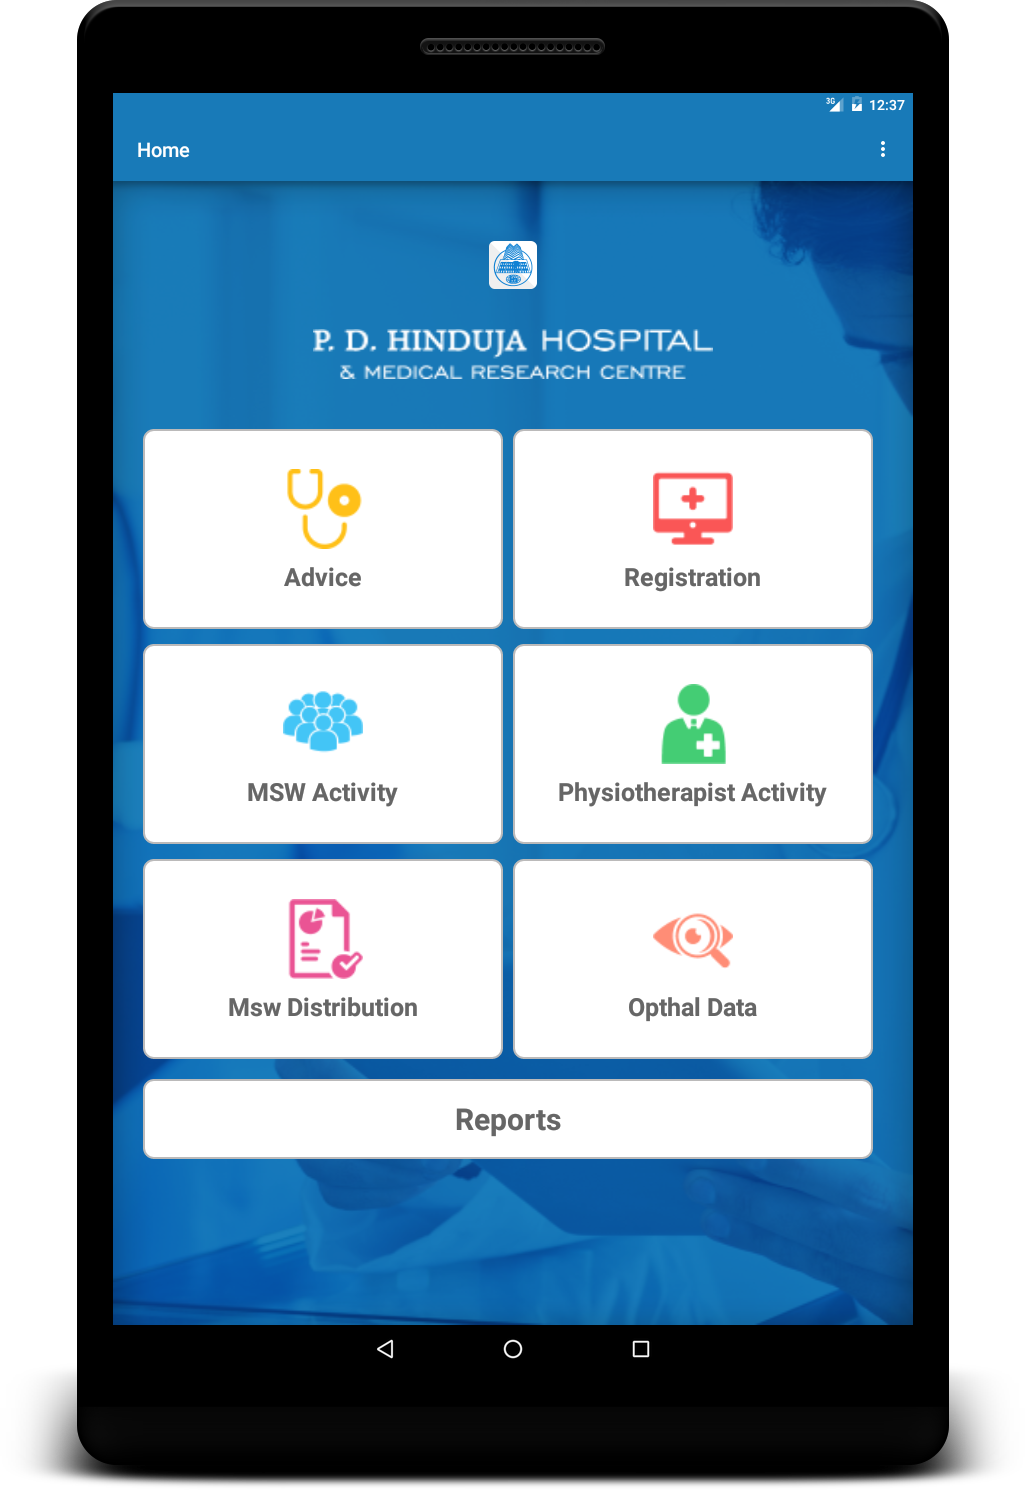 3G 12:37
Home
P. D. HINDUJA HOSPITAL
& MEDICAL RESEARCH CENTRE
Advice
Registration
MSW Activity
Physiotherapist Activity
Msw Distribution
Opthal Data
Reports